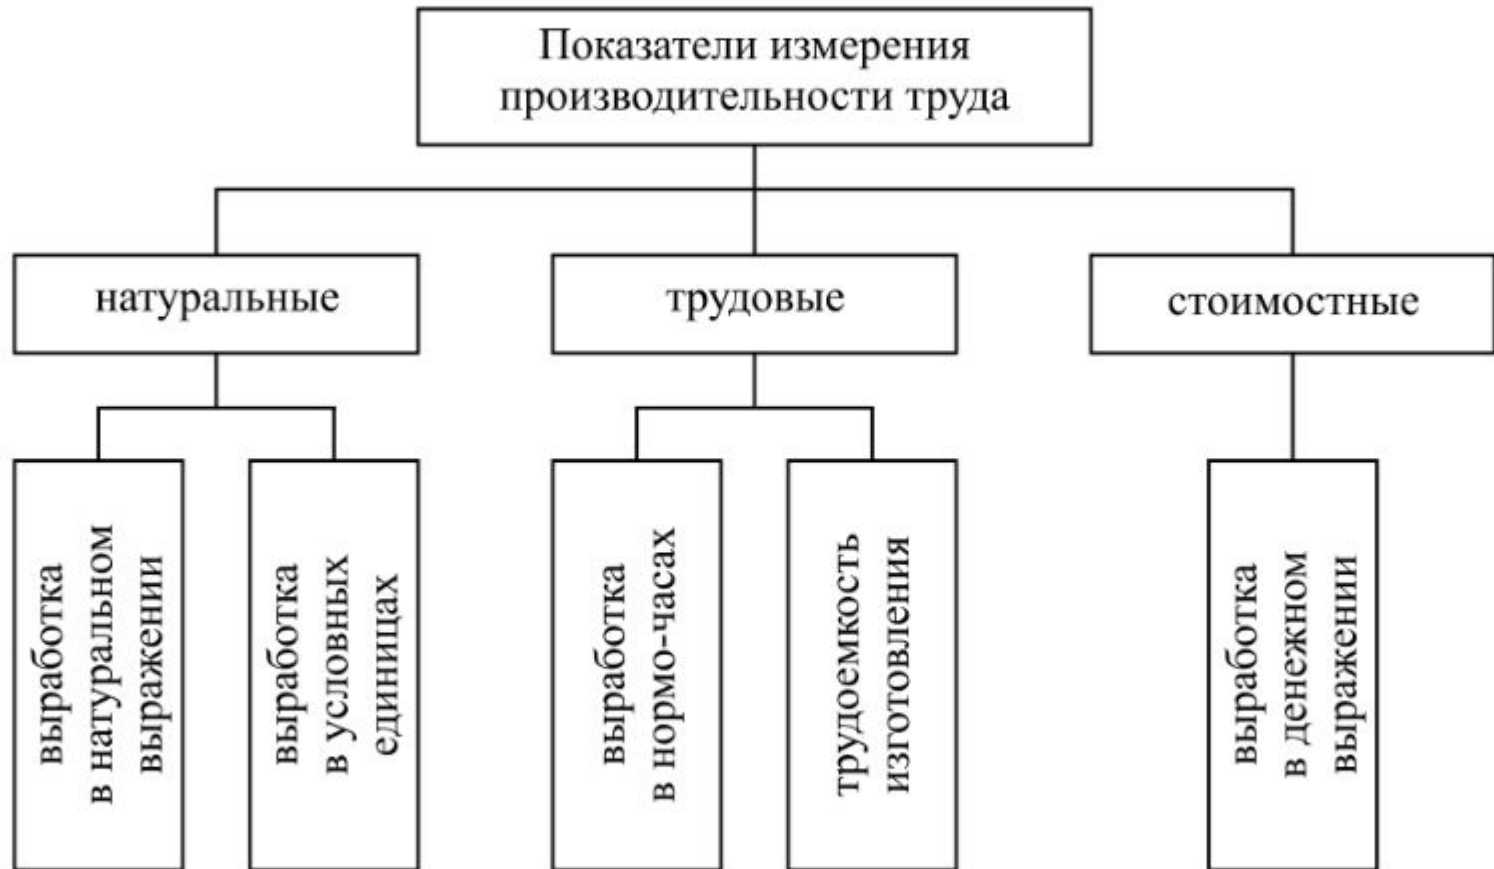 Показатели измерения
производительности труда
натуральные
трудовые
стоимостные
выработка
в натуральном
выражении
выработка
в условных
единицах
выработка
в нормо-часах
трудоемкость
изготовления
выработка
в денежном
выражении